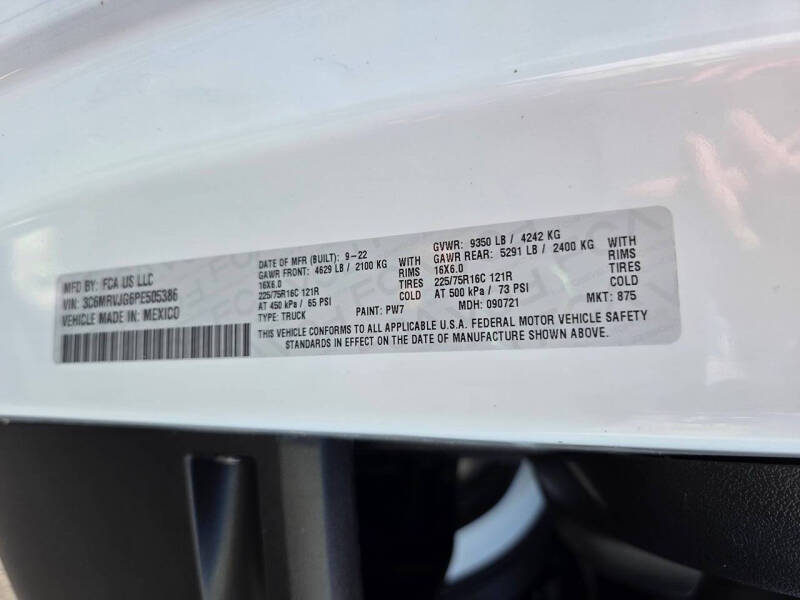 MFD BY: FCA US LLC
VIN: 3C6MRVJG6PE505386
VEHICLE MADE IN: MEXICO
DATE OF MFR (BUILT): 9-22
GAWR FRONT: 4629 LB / 2100 KG WITH
16X6.0 RIMS
225/75R16C 121R TIRES
AT 450 kPa / 65 PSI COLD
TYPE: TRUCK PAINT: PW7
GVWR: 9350 LB / 4242 KG
GAWR REAR: 5291 LB / 2400 KG WITH
16X6.0 RIMS
225/75R16C 121R TIRES
AT 500 kPa / 73 PSI COLD
MDH: 090721 MKT: 875
THIS VEHICLE CONFORMS TO ALL APPLICABLE U.S.A. FEDERAL MOTOR VEHICLE SAFETY
STANDARDS IN EFFECT ON THE DATE OF MANUFACTURE SHOWN ABOVE.